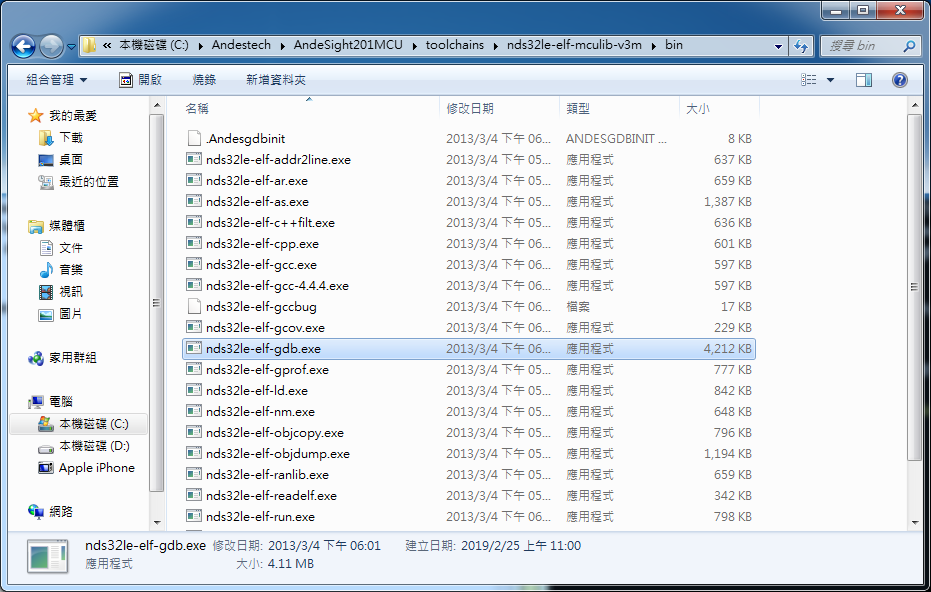 « 本機磁碟 (C:) ▸ Andestech ▸ AndeSight201MCU ▸ toolchains ▸ nds32le-elf-mculib-v3m ▸ bin 搜尋 bin
組合管理 開啟 燒錄 新增資料夾
名稱 修改日期 類型 大小
我的最愛
下載
桌面
最近的位置
媒體櫃
文件
音樂
視訊
圖片
家用群組
電腦
本機磁碟 (C:)
本機磁碟 (D:)
Apple iPhone
網路
.Andesgdbinit 2013/3/4 下午 06... ANDESGDBINIT ... 8 KB
nds32le-elf-addr2line.exe 2013/3/4 下午 06... 應用程式 637 KB
nds32le-elf-ar.exe 2013/3/4 下午 05... 應用程式 659 KB
nds32le-elf-as.exe 2013/3/4 下午 05... 應用程式 1,387 KB
nds32le-elf-c++filt.exe 2013/3/4 下午 05... 應用程式 636 KB
nds32le-elf-cpp.exe 2013/3/4 下午 06... 應用程式 601 KB
nds32le-elf-gcc.exe 2013/3/4 下午 06... 應用程式 597 KB
nds32le-elf-gcc-4.4.4.exe 2013/3/4 下午 06... 應用程式 597 KB
nds32le-elf-gccbug 2013/3/4 下午 06... 檔案 17 KB
nds32le-elf-gcov.exe 2013/3/4 下午 06... 應用程式 229 KB
nds32le-elf-gdb.exe 2013/3/4 下午 06... 應用程式 4,212 KB
nds32le-elf-gprof.exe 2013/3/4 下午 06... 應用程式 777 KB
nds32le-elf-ld.exe 2013/3/4 下午 05... 應用程式 842 KB
nds32le-elf-nm.exe 2013/3/4 下午 05... 應用程式 648 KB
nds32le-elf-objcopy.exe 2013/3/4 下午 05... 應用程式 796 KB
nds32le-elf-objdump.exe 2013/3/4 下午 05... 應用程式 1,194 KB
nds32le-elf-ranlib.exe 2013/3/4 下午 05... 應用程式 659 KB
nds32le-elf-readelf.exe 2013/3/4 下午 05... 應用程式 342 KB
nds32le-elf-run.exe 2013/3/4 下午 06... 應用程式 798 KB
nds32le-elf-gdb.exe 修改日期: 2013/3/4 下午 06:01 建立日期: 2019/2/25 上午 11:00
應用程式 大小: 4.11 MB